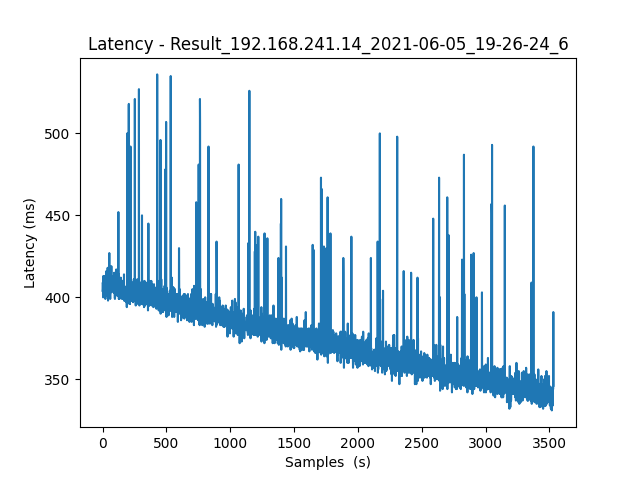 Latency - Result_192.168.241.14_2021-06-05_19-26-24_6
500
450
400
350
Latency (ms)
0 500 1000 1500 2000 2500 3000 3500
Samples  (s)